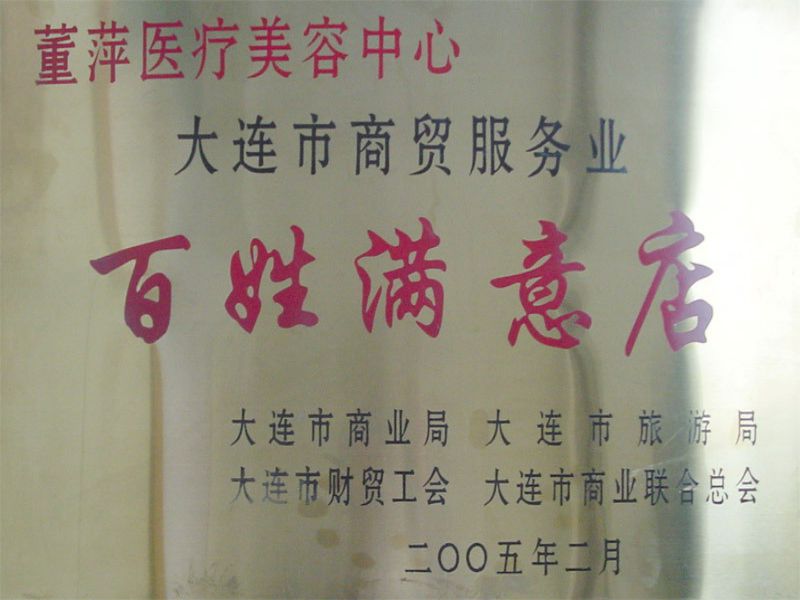 董萍医疗美容中心
大连市商贸服务业
百姓满意店
大连市商业局 大连市旅游局
大连市财贸工会 大连市商业联合总会
二〇〇五年二月